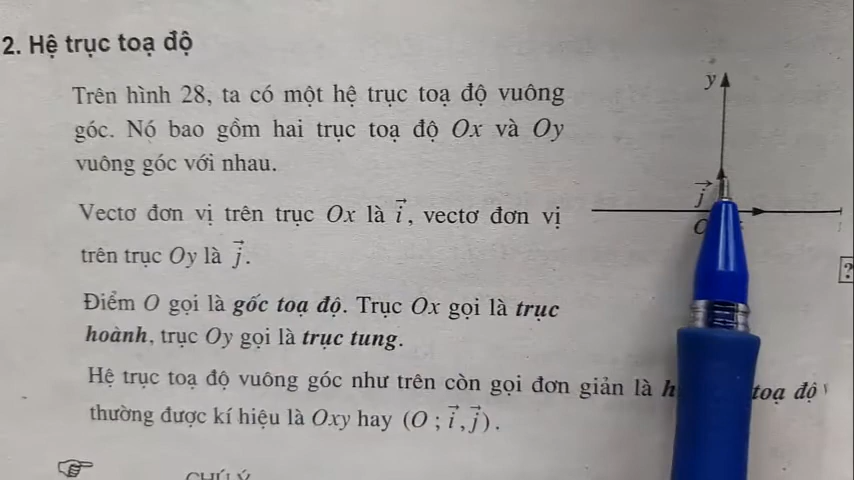 2. Hệ trục toạ độ
Trên hình 28, ta có một hệ trục toạ độ vuông
góc. Nó bao gồm hai trục toạ độ Ox và Oy
vuông góc với nhau.
Vectơ đơn vị trên trục Ox là i⃗, vectơ đơn vị
trên trục Oy là j⃗.
Điểm O gọi là gốc toạ độ. Trục Ox gọi là trục
hoành, trục Oy gọi là trục tung.
Hệ trục toạ độ vuông góc như trên còn gọi đơn giản là toạ độ
thường được kí hiệu là Oxy hay (O ; i⃗, j⃗).
CHÚ Ý
y
j⃗
O
?